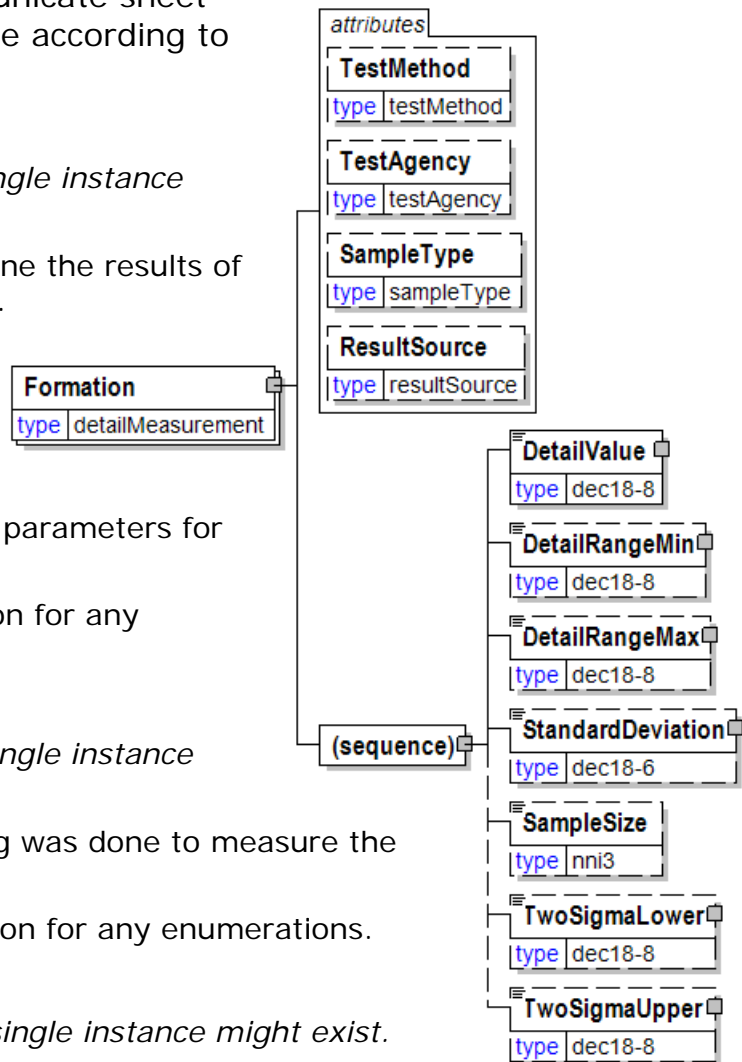 unicate sheet
e according to
ngle instance
ne the results of
.
parameters for
on for any
ngle instance
g was done to measure the
on for any enumerations.
single instance might exist.
attributes
TestMethod
type testMethod
TestAgency
type testAgency
SampleType
type sampleType
ResultSource
type resultSource
Formation
type detailMeasurement
(sequence)
DetailValue
type dec18-8
DetailRangeMin
type dec18-8
DetailRangeMax
type dec18-8
StandardDeviation
type dec18-6
SampleSize
type nni3
TwoSigmaLower
type dec18-8
TwoSigmaUpper
type dec18-8